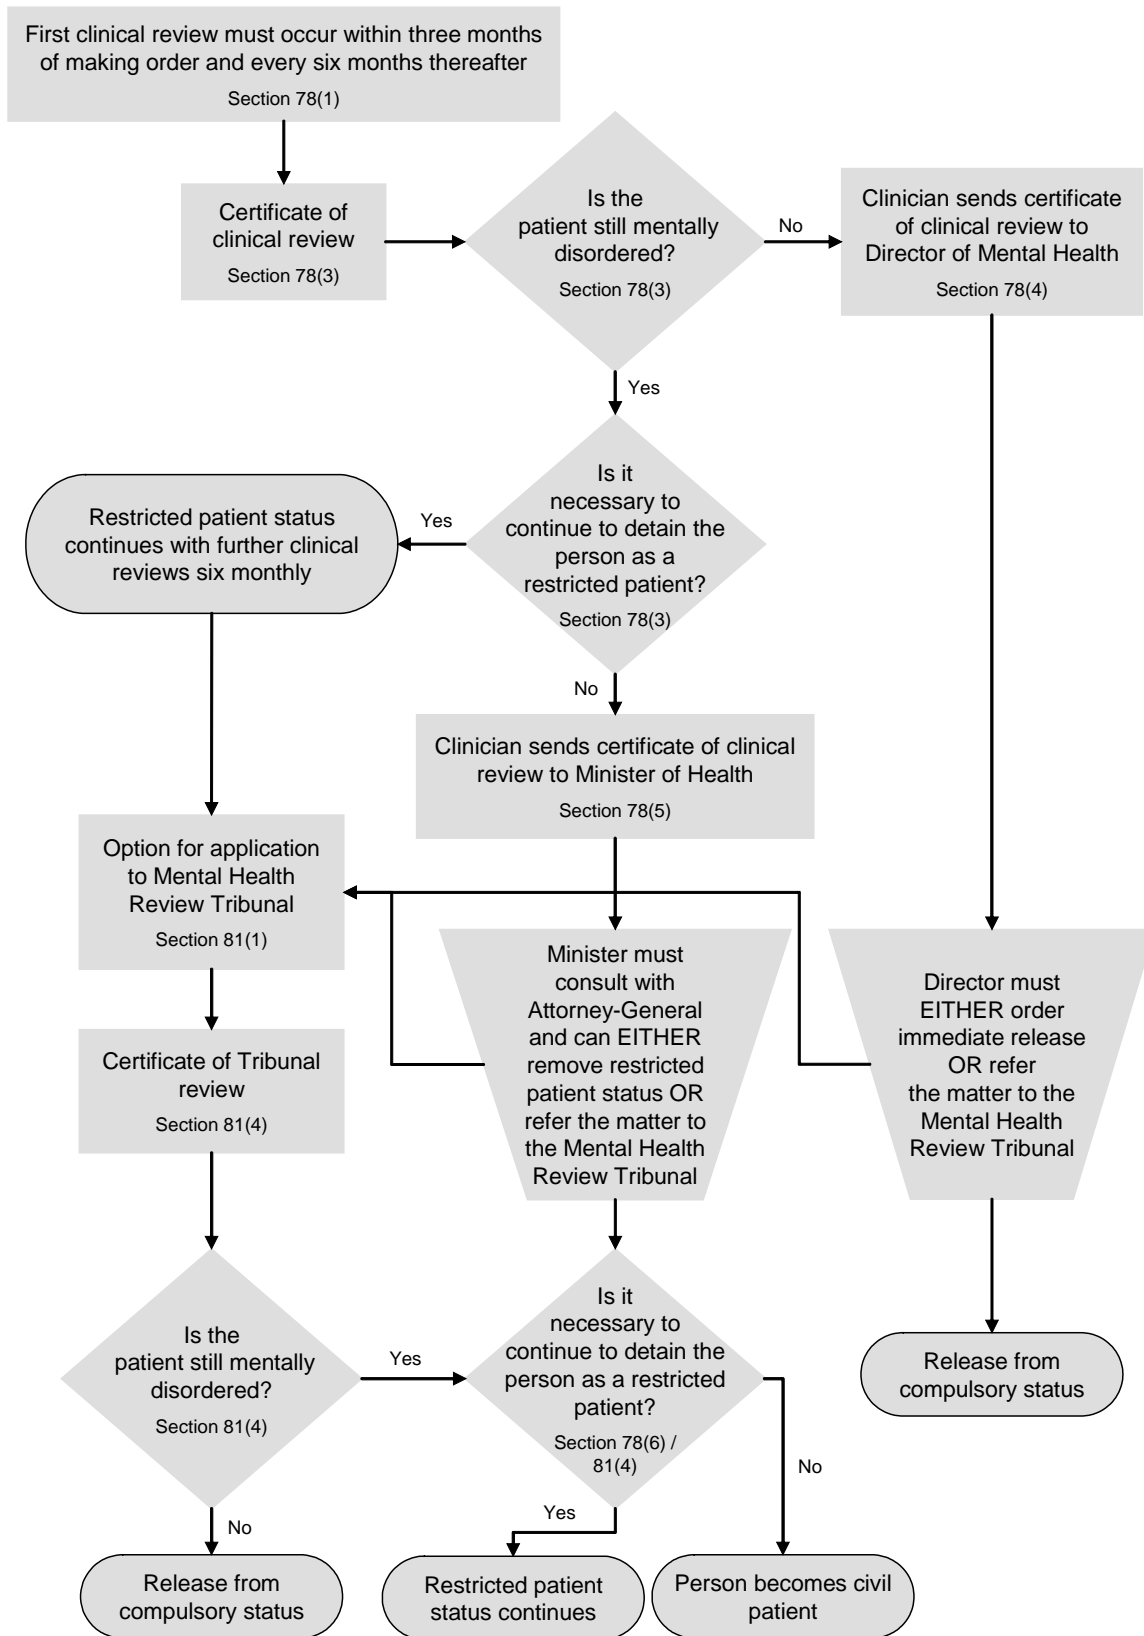 First clinical review must occur within three months
of making order and every six months thereafter
Section 78(1)
Certificate of
clinical review
Section 78(3)
Is the
patient still mentally
disordered?
Section 78(3)
No
Clinician sends certificate
of clinical review to
Director of Mental Health
Section 78(4)
Yes
Is it
necessary to
continue to detain the
person as a
restricted patient?
Section 78(3)
Yes
Restricted patient status
continues with further clinical
reviews six monthly
No
Clinician sends certificate of clinical
review to Minister of Health
Section 78(5)
Option for application
to Mental Health
Review Tribunal
Section 81(1)
Minister must
consult with
Attorney-General
and can EITHER
remove restricted
patient status OR
refer the matter to
the Mental Health
Review Tribunal
Director must
EITHER order
immediate release
OR refer
the matter to the
Mental Health
Review Tribunal
Certificate of Tribunal
review
Section 81(4)
Is the
patient still mentally
disordered?
Section 81(4)
Yes
Is it
necessary to
continue to detain the
person as a restricted
patient?
Section 78(6) /
81(4)
Release from
compulsory status
No
Yes
No
Release from
compulsory status
Restricted patient
status continues
Person becomes civil
patient